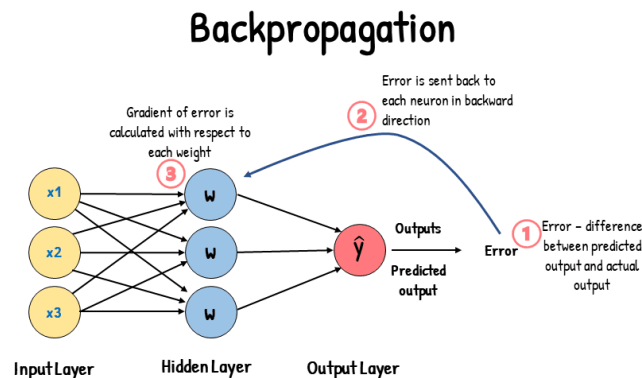 Backpropagation
Error is sent back to
each neuron in backward
direction
2
Gradient of error is
calculated with respect to
each weight
3
x1
x2
x3
w
w
w
ŷ
Outputs
Predicted
output
Error
1
Error - difference
between predicted
output and actual
output
Input Layer
Hidden Layer
Output Layer